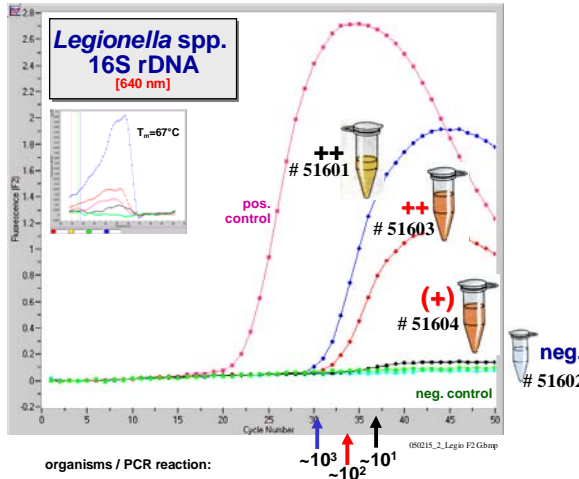 Legionella spp.
16S rDNA
[640 nm]
Tm=67°C
++
# 51601
pos.
control
++
# 51603
(+)
# 51604
neg.
# 51602
neg. control
Fluorescence (F2)
2.8
2.6
2.4
2.2
2
1.8
1.6
1.4
1.2
1
0.8
0.6
0.4
0.2
0
-0.2
0 5 10 15 20 25 30 35 40 45 50
Cycle Number
050215_2_Legio F2 G.bmp
organisms / PCR reaction:
~10³
~10²
~10¹